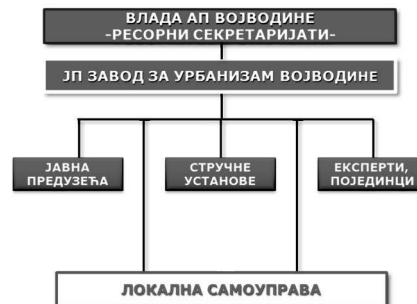 ВЛАДА АП ВОЈВОДИНЕ
-РЕСОРНИ СЕКРЕТАРИЈАТИ-
ЈП ЗАВОД ЗА УРБАНИЗАМ ВОЈВОДИНЕ
ЈАВНА
ПРЕДУЗЕЋА
СТРУЧНЕ
УСТАНОВЕ
ЕКСПЕРТИ,
ПОЈЕДИНЦИ
ЛОКАЛНА САМОУПРАВА